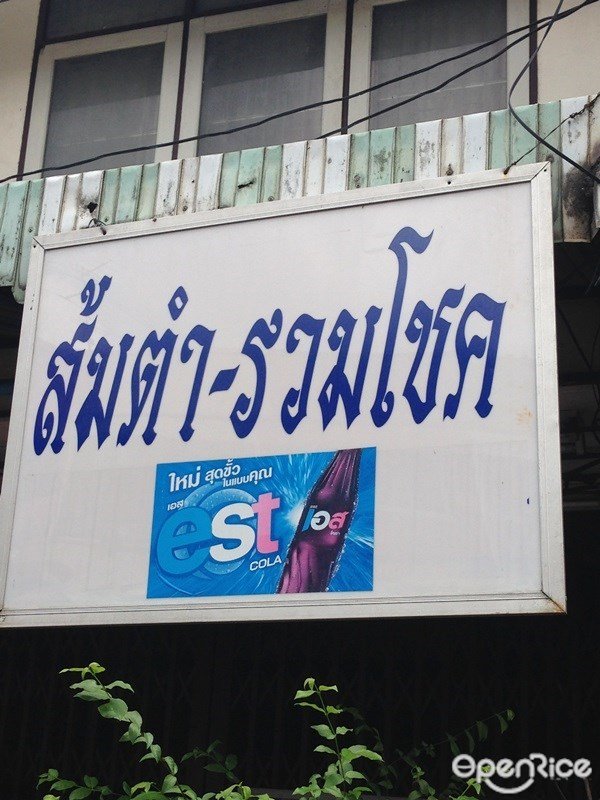 ส้มตำ-รวมโชค
ใหม่ สุดขั้ว
ในแบบคุณ
เอส
est
COLA
เอส
OPENRICE